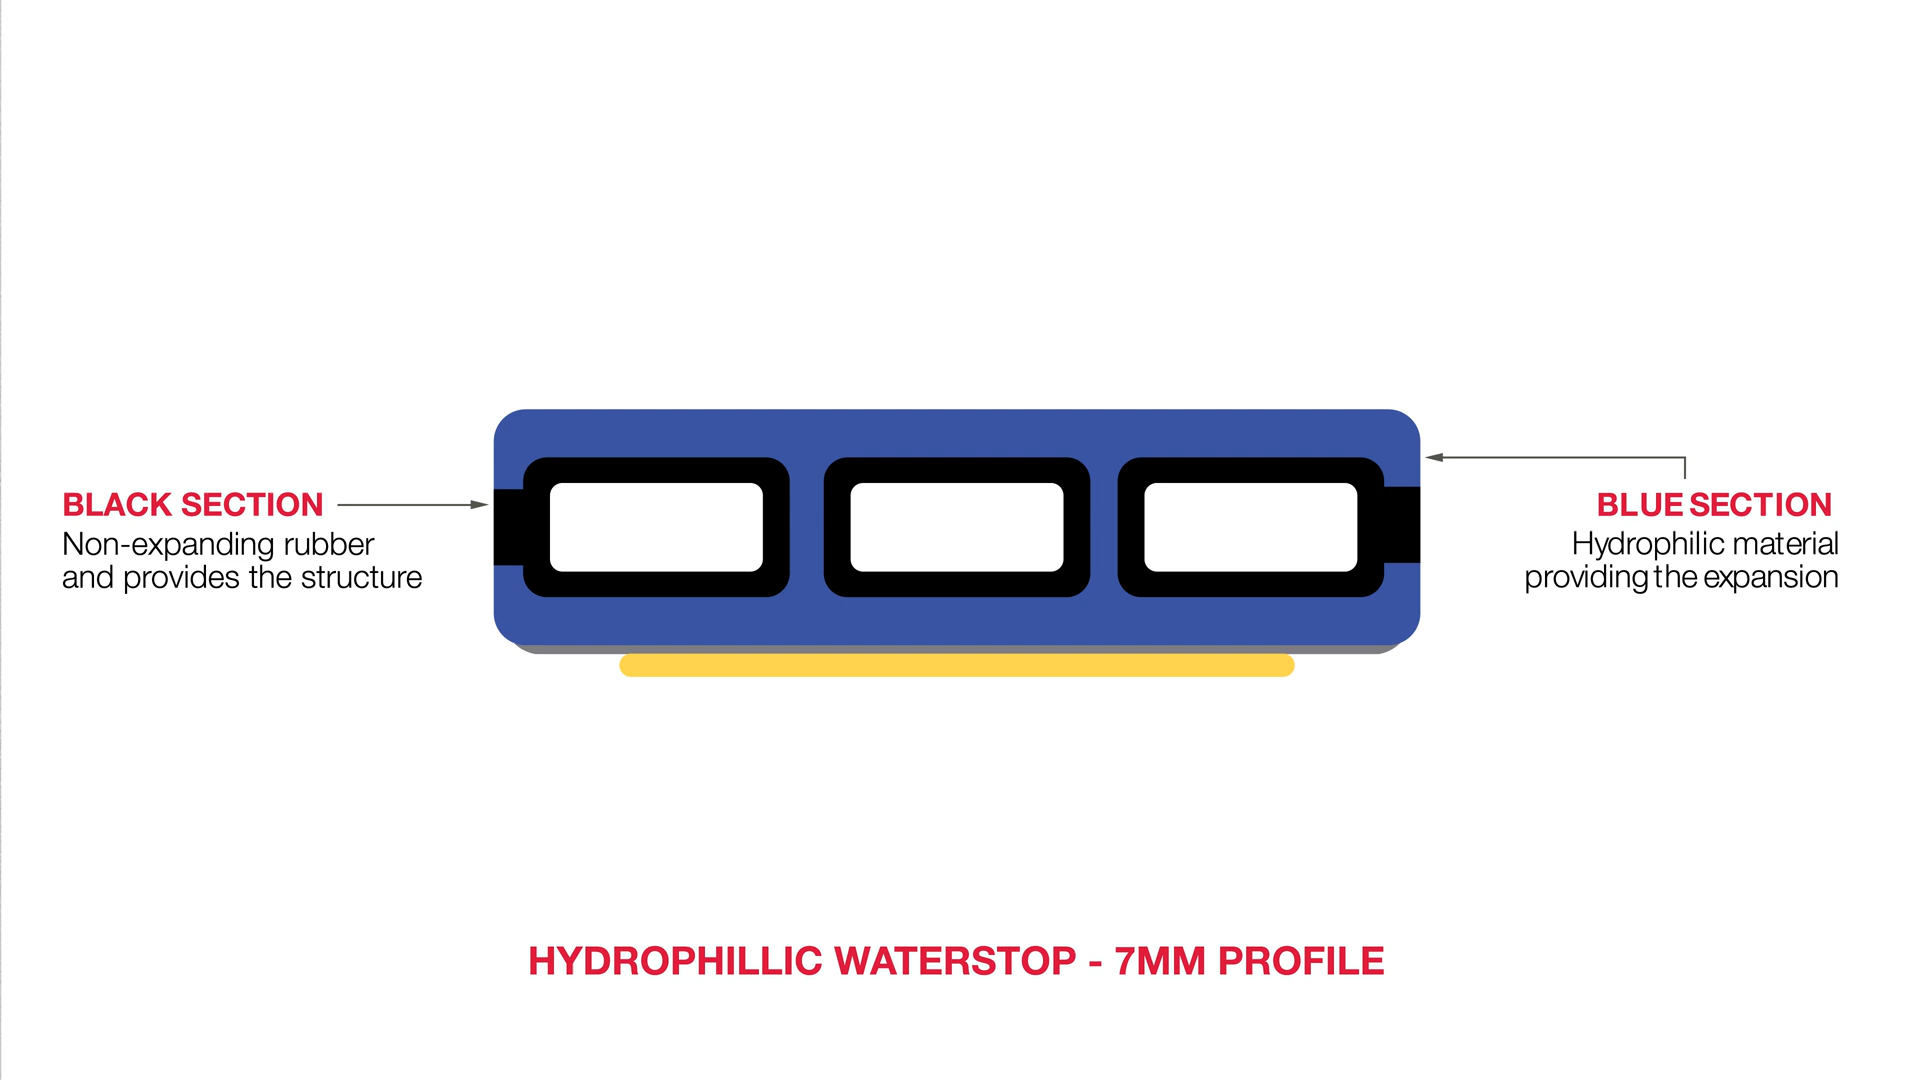 BLACK SECTION
Non-expanding rubber
and provides the structure
BLUE SECTION
Hydrophilic material
providing the expansion
HYDROPHILLIC WATERSTOP - 7MM PROFILE